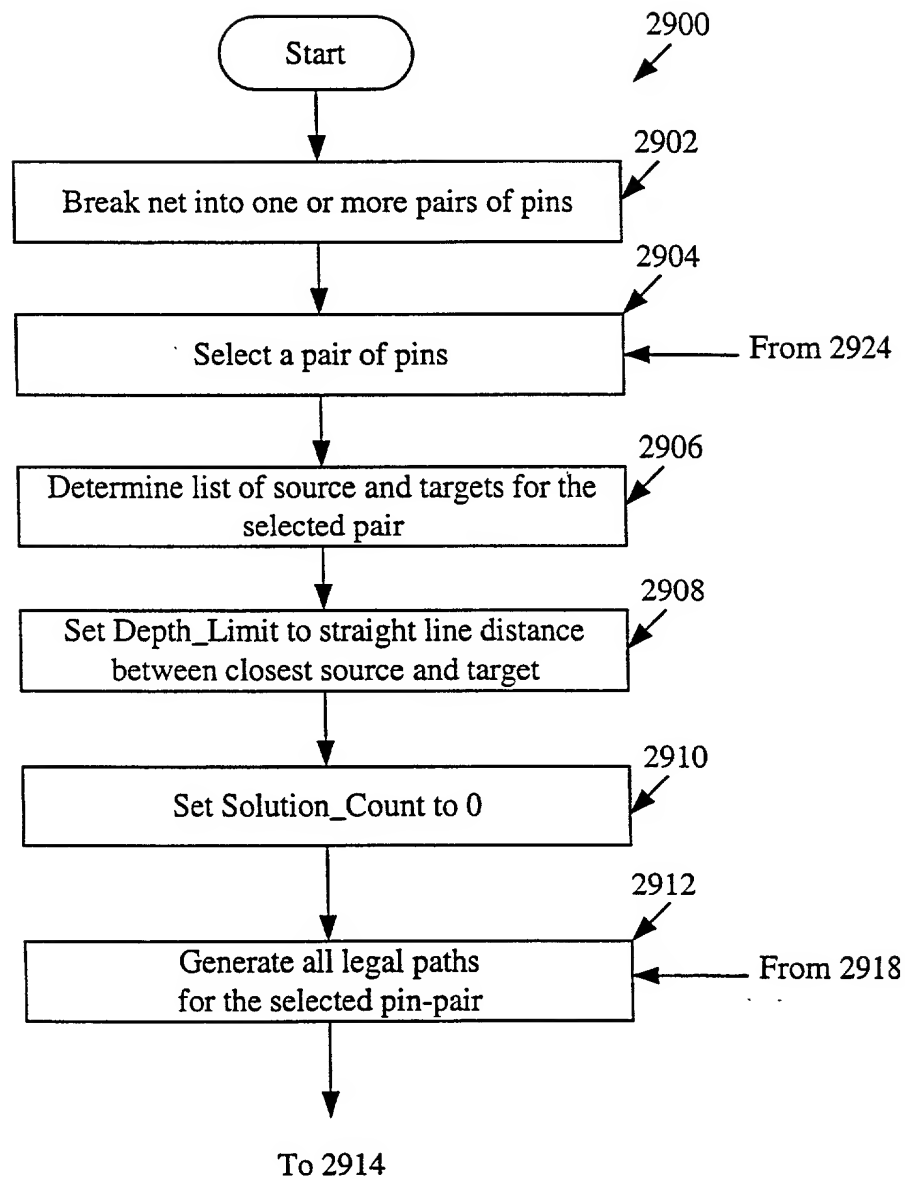 2900
Start
2902
Break net into one or more pairs of pins
2904
Select a pair of pins
From 2924
2906
Determine list of source and targets for the
selected pair
2908
Set Depth_Limit to straight line distance
between closest source and target
2910
Set Solution_Count to 0
2912
Generate all legal paths
for the selected pin-pair
From 2918
To 2914